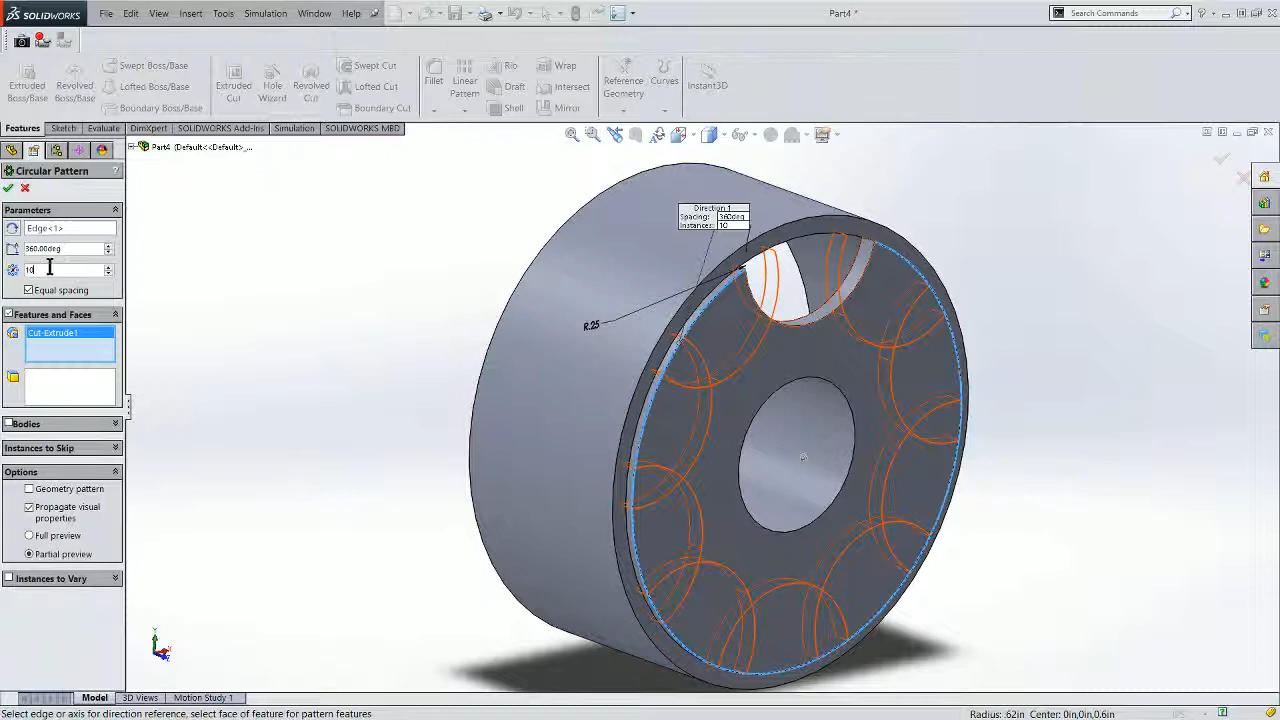 SOLIDWORKS File Edit View Insert Tools Simulation Window Help Part4 * Search Commands
Extruded Boss/Base
Revolved Boss/Base
Swept Boss/Base
Lofted Boss/Base
Boundary Boss/Base
Extruded Cut
Hole Wizard
Revolved Cut
Swept Cut
Lofted Cut
Boundary Cut
Fillet
Linear Pattern
Rib
Draft
Shell
Wrap
Intersect
Mirror
Reference Geometry
Curves
Instant3D
Features Sketch Evaluate DimXpert SOLIDWORKS Add-Ins Simulation SOLIDWORKS MBD
Part4 (Default<<Default>_...
Circular Pattern ?
Parameters
Edge<1>
360.00deg
10
Equal spacing
Features and Faces
Cut-Extrude1
Bodies
Instances to Skip
Options
Geometry pattern
Propagate visual
properties
Full preview
Partial preview
Instances to Vary
Direction 1
Spacing: 360deg
Instances: 10
R.25
Model 3D Views Motion Study 1
Select edge or axis for direction reference, select face of feature for pattern features Radius: .62in Center: 0in,0in,0.6in